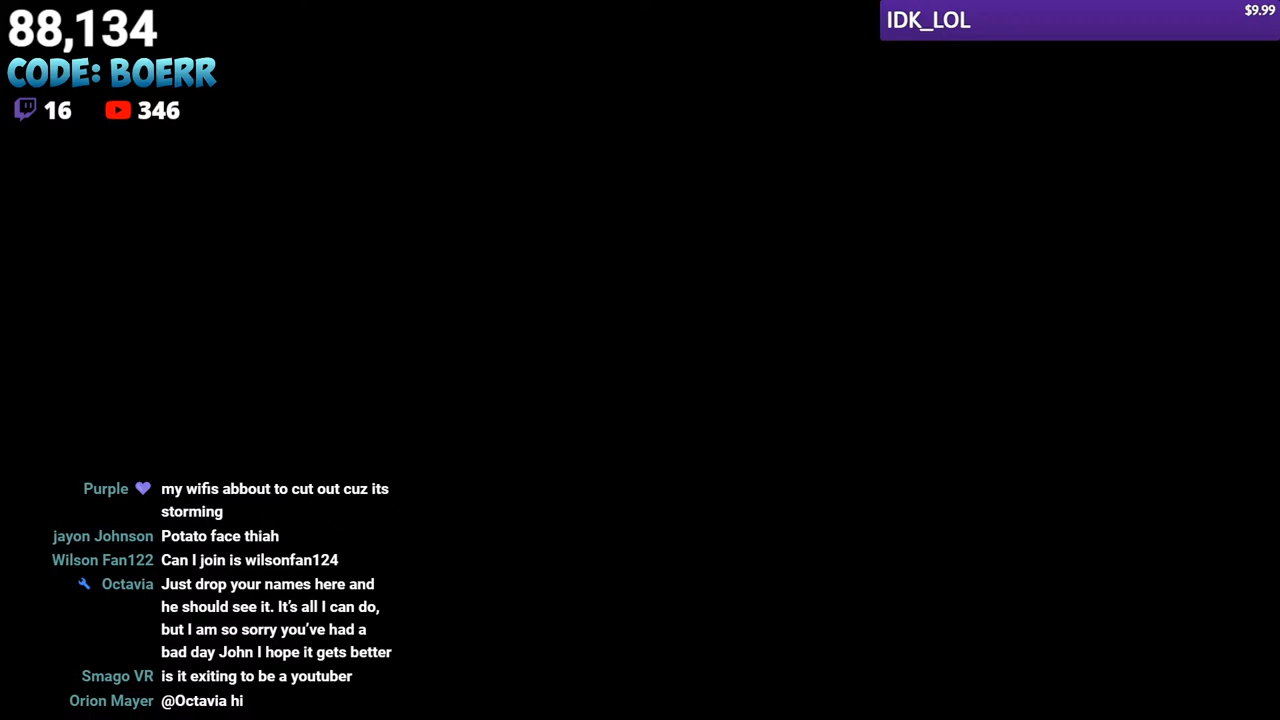 88,134
IDK_LOL
$9.99
CODE: BOERR
16
346
Purple my wifis abbout to cut out cuz its
storming
jayon Johnson Potato face thiah
Wilson Fan122 Can I join is wilsonfan124
Octavia Just drop your names here and
he should see it. It’s all I can do,
but I am so sorry you’ve had a
bad day John I hope it gets better
Smago VR is it exiting to be a youtuber
Orion Mayer @Octavia hi